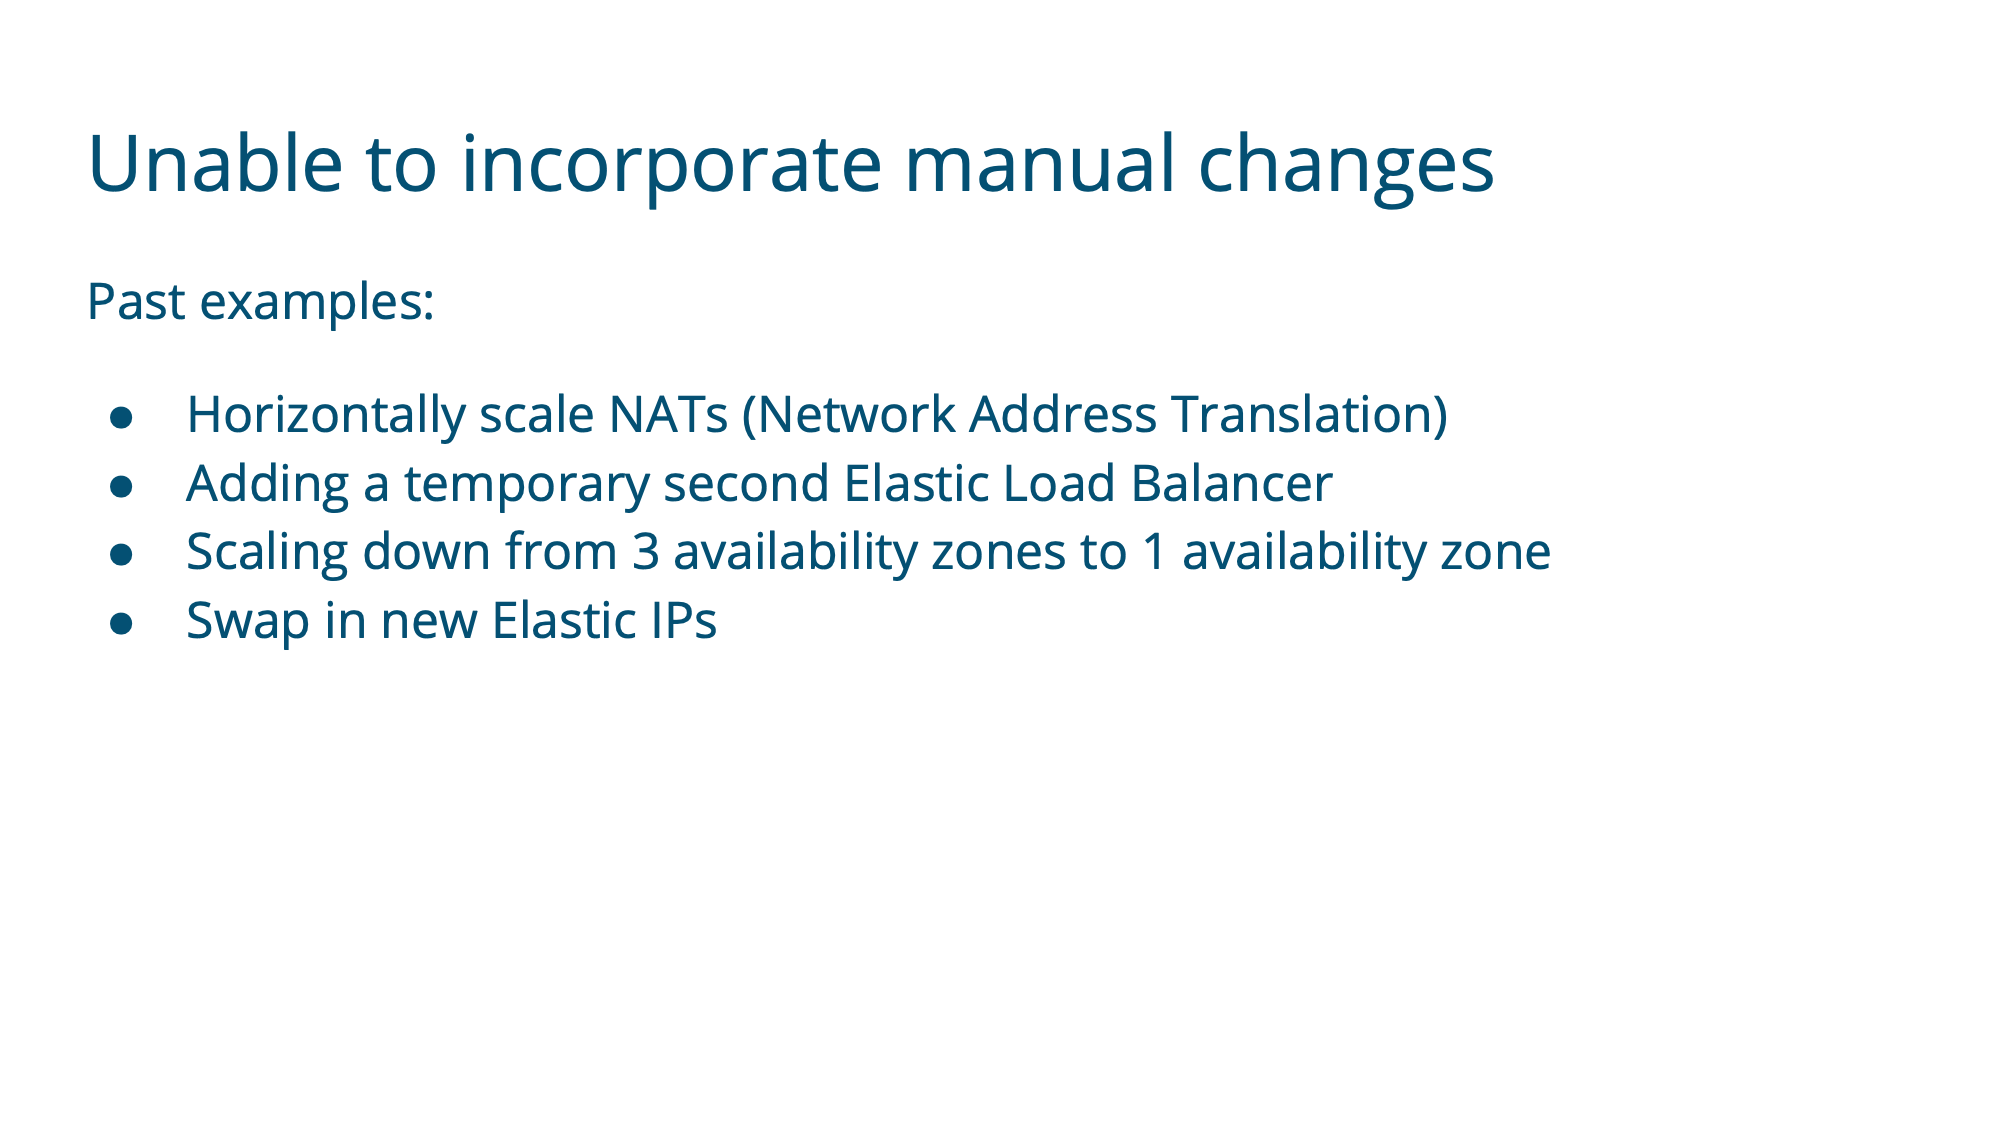 Unable to incorporate manual changes
Past examples:
● Horizontally scale NATs (Network Address Translation)
● Adding a temporary second Elastic Load Balancer
● Scaling down from 3 availability zones to 1 availability zone
● Swap in new Elastic IPs